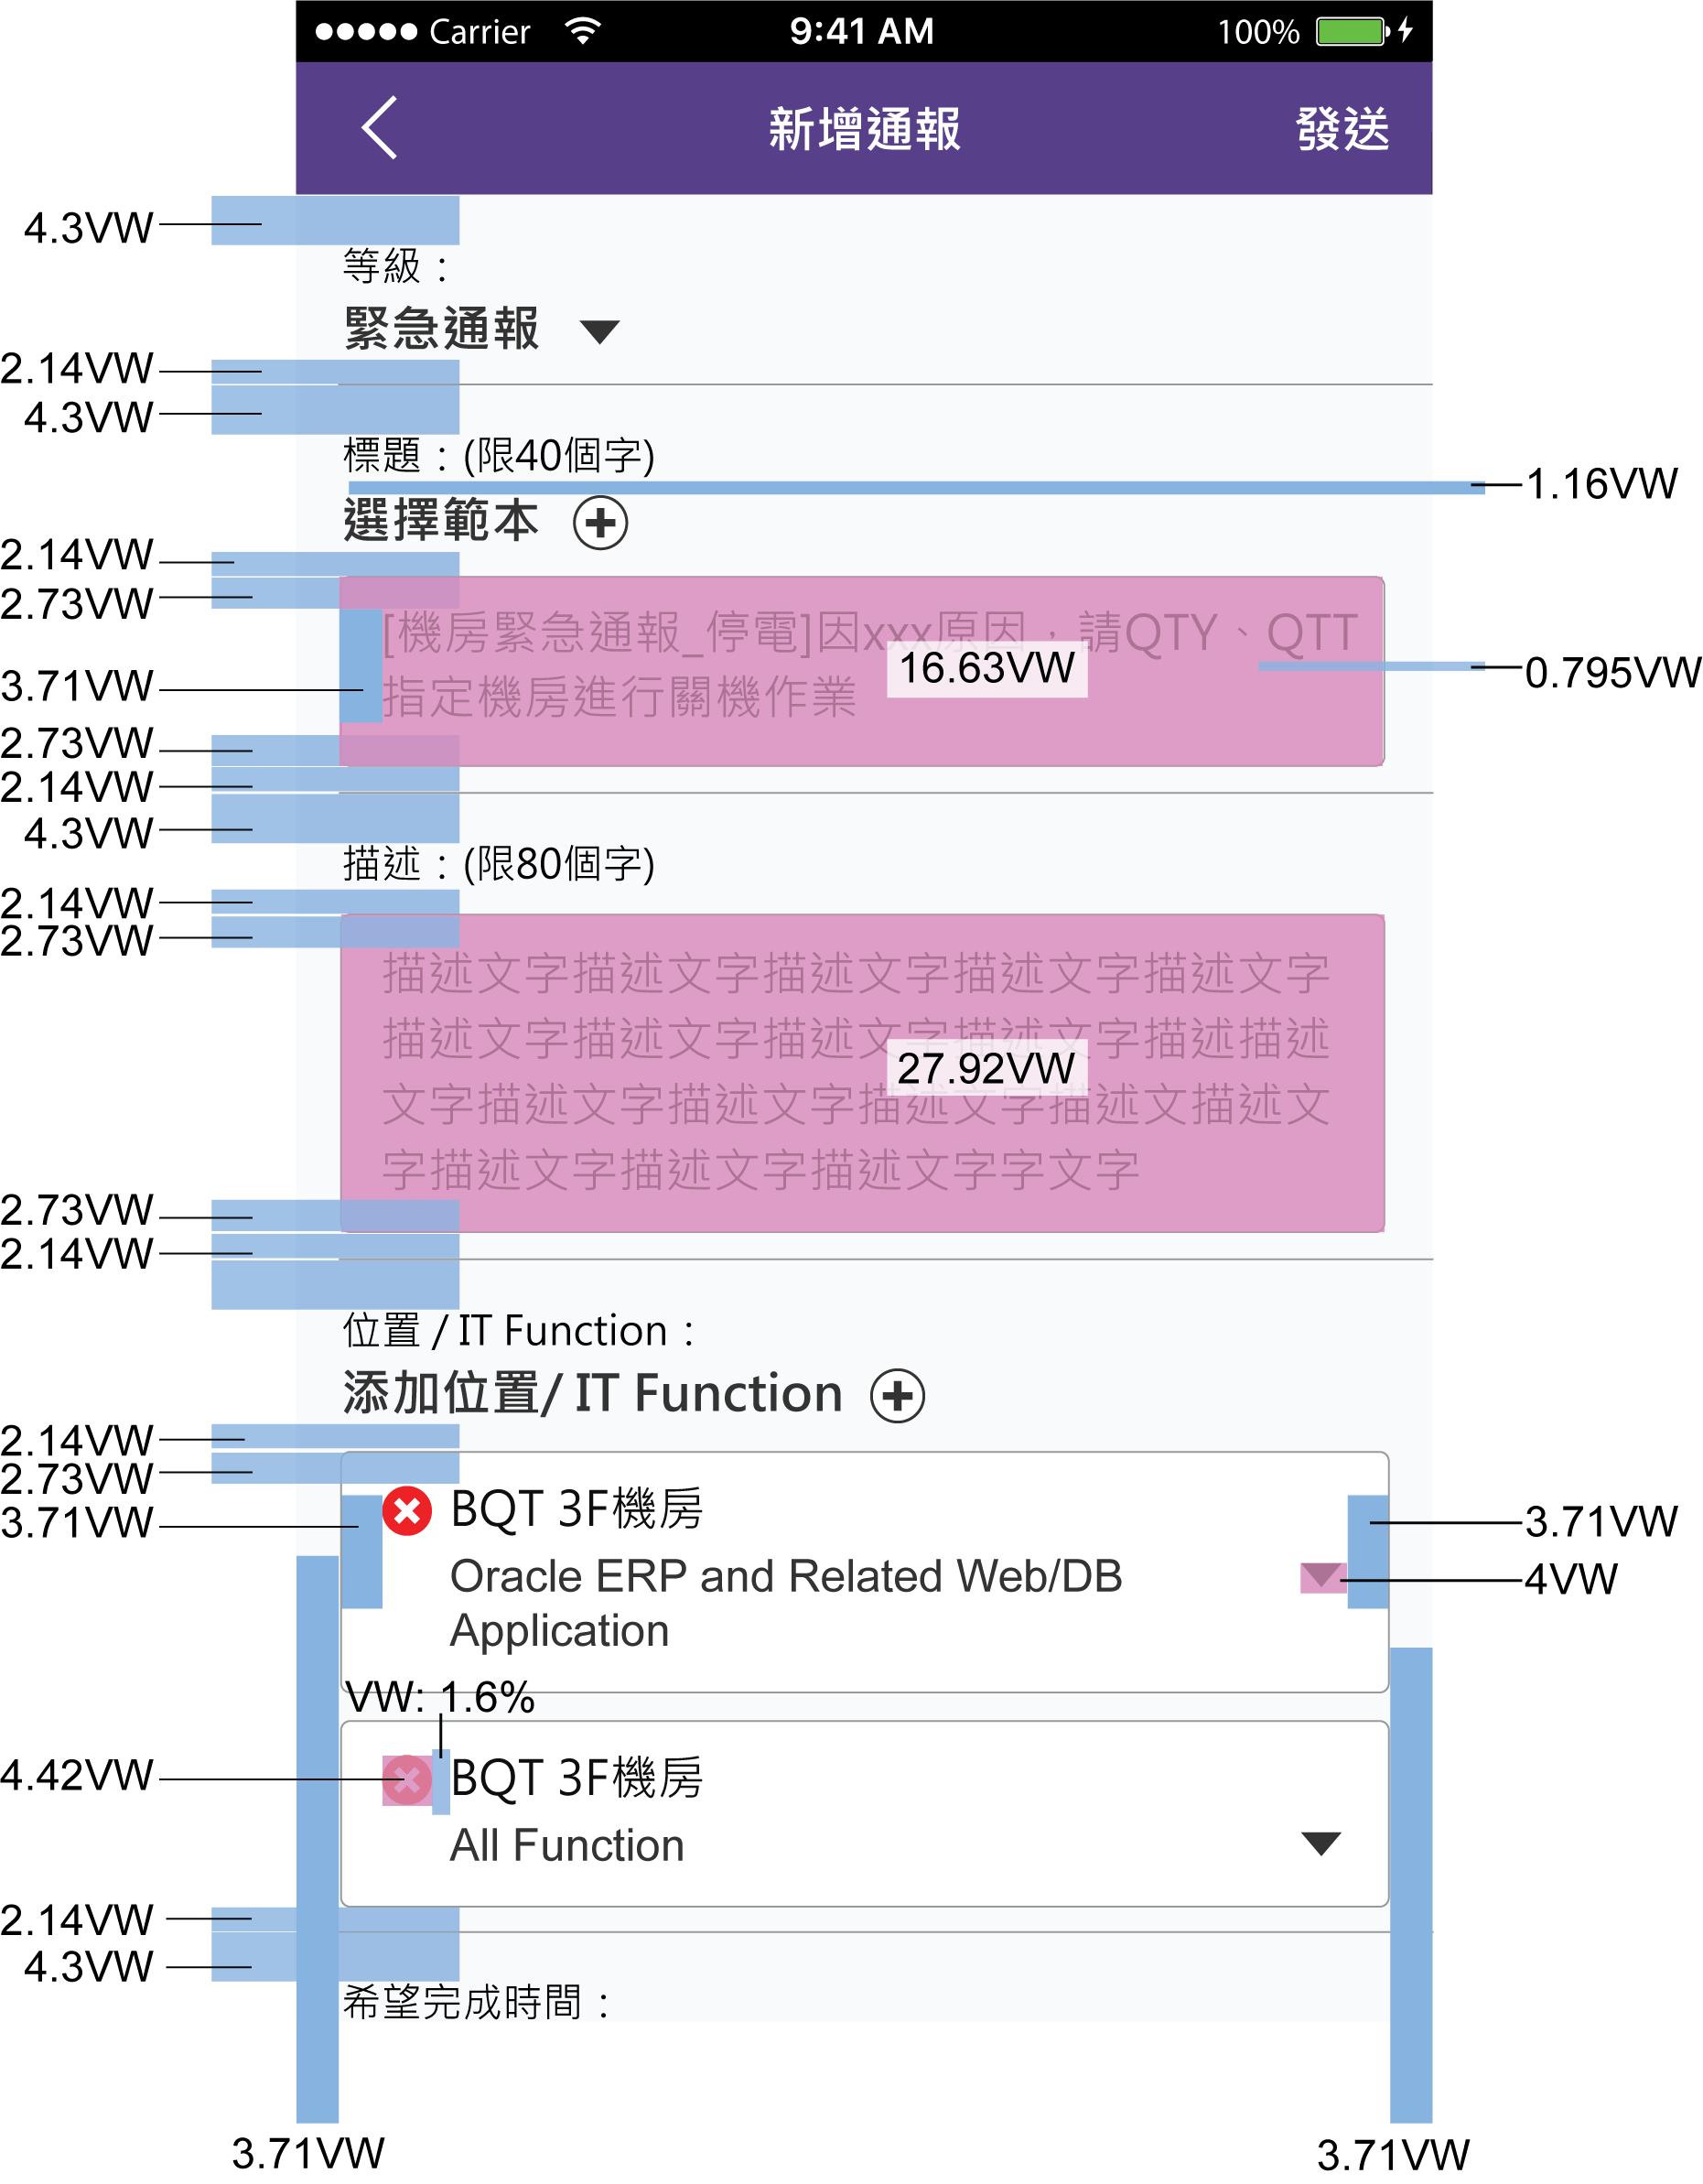 Carrier 9:41 AM 100%
新增通報 發送
4.3VW
等級：
緊急通報
2.14VW
4.3VW
標題：(限40個字)
1.16VW
選擇範本
2.14VW
2.73VW
[機房緊急通報_停電]因xxx原因，請QTY、QTT
16.63VW
0.795VW
3.71VW
指定機房進行關機作業
2.73VW
2.14VW
4.3VW
描述：(限80個字)
2.14VW
2.73VW
描述文字描述文字描述文字描述文字描述文字
描述文字描述文字描述文字描述文字描述描述
27.92VW
文字描述文字描述文字描述文字描述文描述文
字描述文字描述文字描述文字字文字
2.73VW
2.14VW
位置 / IT Function：
添加位置/ IT Function
2.14VW
2.73VW
3.71VW
BQT 3F機房
3.71VW
Oracle ERP and Related Web/DB
4VW
Application
VW: 1.6%
4.42VW
BQT 3F機房
All Function
2.14VW
4.3VW
希望完成時間：
3.71VW
3.71VW